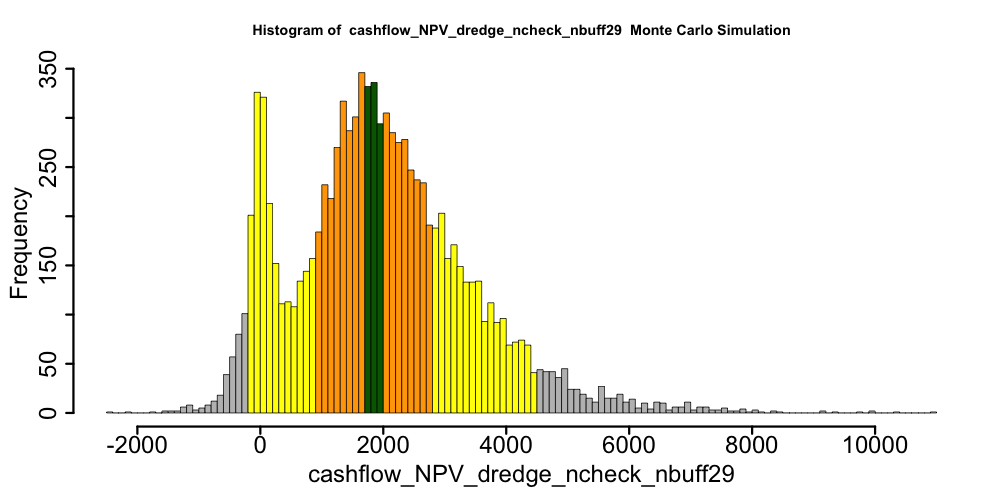 Histogram of cashflow_NPV_dredge_ncheck_nbuff29 Monte Carlo Simulation
Frequency
350
250
150
50
0
-2000 0 2000 4000 6000 8000 10000
cashflow_NPV_dredge_ncheck_nbuff29